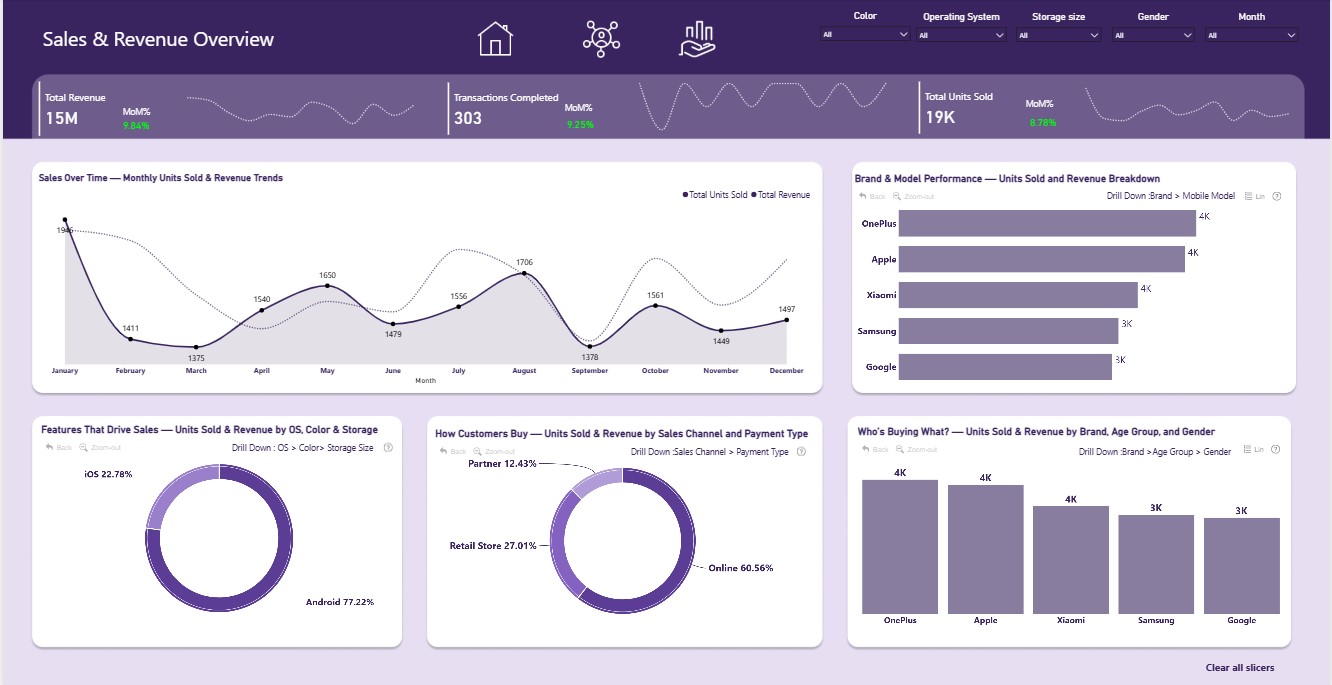 Sales & Revenue Overview
Color
Operating System
Storage size
Gender
Month
All
All
All
All
All
Total Revenue
15M
MoM%
9.84%
Transactions Completed
303
MoM%
9.25%
Total Units Sold
19K
MoM%
8.78%
Sales Over Time — Monthly Units Sold & Revenue Trends
Total Units Sold Total Revenue
1946
1411
1375
1540
1650
1479
1556
1706
1378
1561
1449
1497
January February March April May June July August September October November December
Month
Brand & Model Performance — Units Sold and Revenue Breakdown
Back Zoom-out
Drill Down :Brand > Mobile Model
Lin
OnePlus 4K
Apple 4K
Xiaomi 4K
Samsung 3K
Google 3K
Features That Drive Sales — Units Sold & Revenue by OS, Color & Storage
Back Zoom-out
Drill Down : OS > Color> Storage Size
iOS 22.78%
Android 77.22%
How Customers Buy — Units Sold & Revenue by Sales Channel and Payment Type
Back Zoom-out
Drill Down :Sales Channel > Payment Type
Partner 12.43%
Retail Store 27.01%
Online 60.56%
Who's Buying What? — Units Sold & Revenue by Brand, Age Group, and Gender
Back Zoom-out
Drill Down :Brand >Age Group > Gender
Lin
4K
4K
4K
3K
3K
OnePlus Apple Xiaomi Samsung Google
Clear all slicers